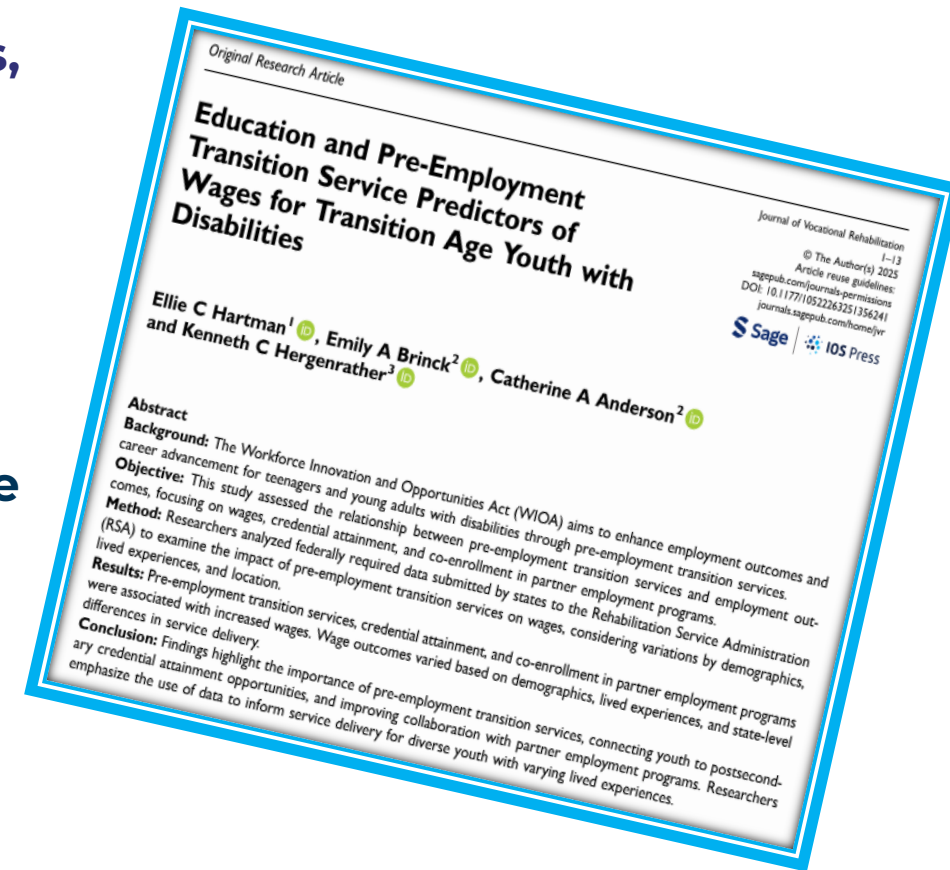 s,
e
Original Research Article
Education and Pre-Employment
Transition Service Predictors of
Wages for Transition Age Youth with
Disabilities
Journal of Vocational Rehabilitation
1–13
© The Author(s) 2025
Article reuse guidelines:
sagepub.com/journals-permissions
DOI: 10.1177/10522263251356241
journals.sagepub.com/home/jvr
Sage | IOS Press
Ellie C Hartman1 iD, Emily A Brinck2 iD, Catherine A Anderson2 iD
and Kenneth C Hergenrather3 iD
Abstract
Background: The Workforce Innovation and Opportunities Act (WIOA) aims to enhance employment outcomes and
career advancement for teenagers and young adults with disabilities through pre-employment transition services.
Objective: This study assessed the relationship between pre-employment transition services and employment out-
comes, focusing on wages, credential attainment, and co-enrollment in partner employment programs.
Method: Researchers analyzed federally required data submitted by states to the Rehabilitation Service Administration
(RSA) to examine the impact of pre-employment transition services on wages, considering variations by demographics,
lived experiences, and location.
Results: Pre-employment transition services, credential attainment, and co-enrollment in partner employment programs
were associated with increased wages. Wage outcomes varied based on demographics, lived experiences, and state-level
differences in service delivery.
Conclusion: Findings highlight the importance of pre-employment transition services, connecting youth to postsecond-
ary credential attainment opportunities, and improving collaboration with partner employment programs. Researchers
emphasize the use of data to inform service delivery for diverse youth with varying lived experiences.